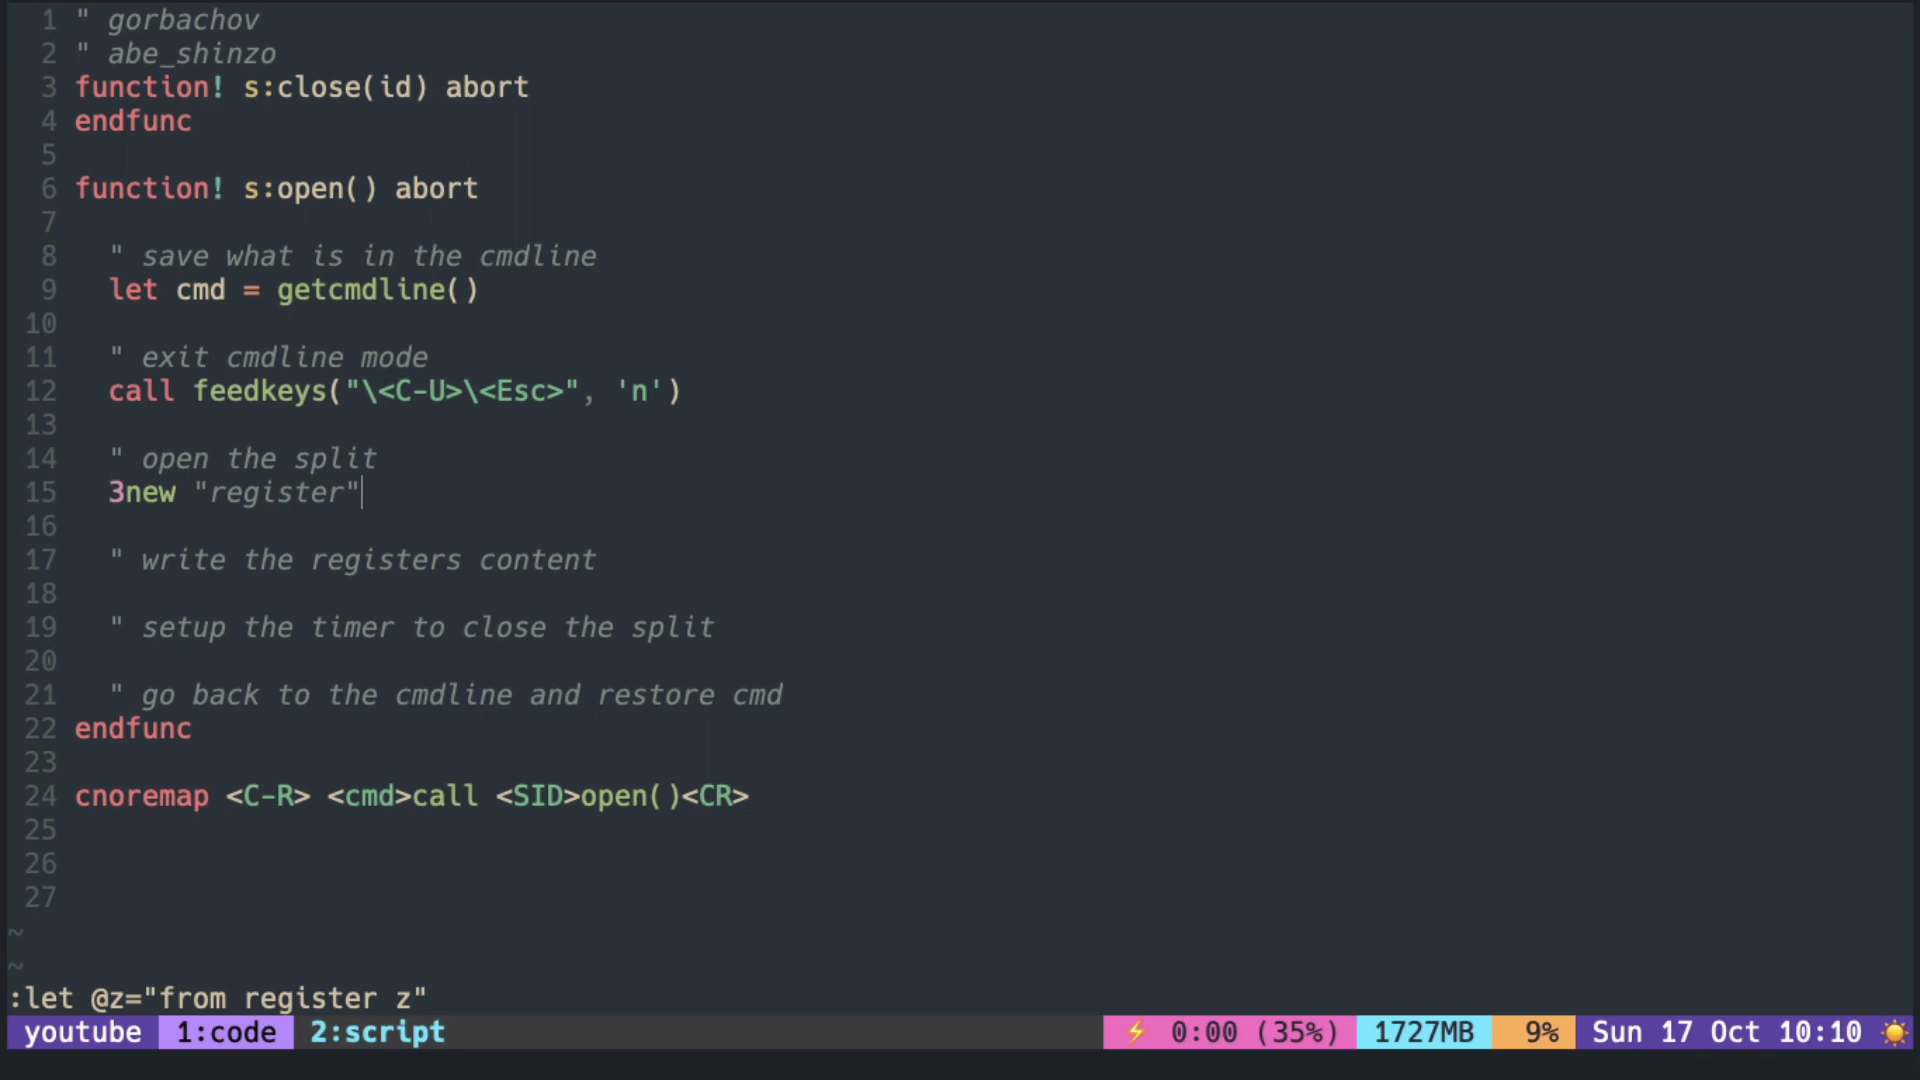 1 " gorbachov
2 " abe_shinzo
3 function! s:close(id) abort
4 endfunc
5
6 function! s:open() abort
7
8 " save what is in the cmdline
9 let cmd = getcmdline()
10
11 " exit cmdline mode
12 call feedkeys("\<C-U>\<Esc>", 'n')
13
14 " open the split
15 3new "register"
16
17 " write the registers content
18
19 " setup the timer to close the split
20
21 " go back to the cmdline and restore cmd
22 endfunc
23
24 cnoremap <C-R> <cmd>call <SID>open()<CR>
25
26
27
~
~
:let @z="from register z"
youtube 1:code 2:script ⚡ 0:00 (35%) 1727MB 9% Sun 17 Oct 10:10 ☀️